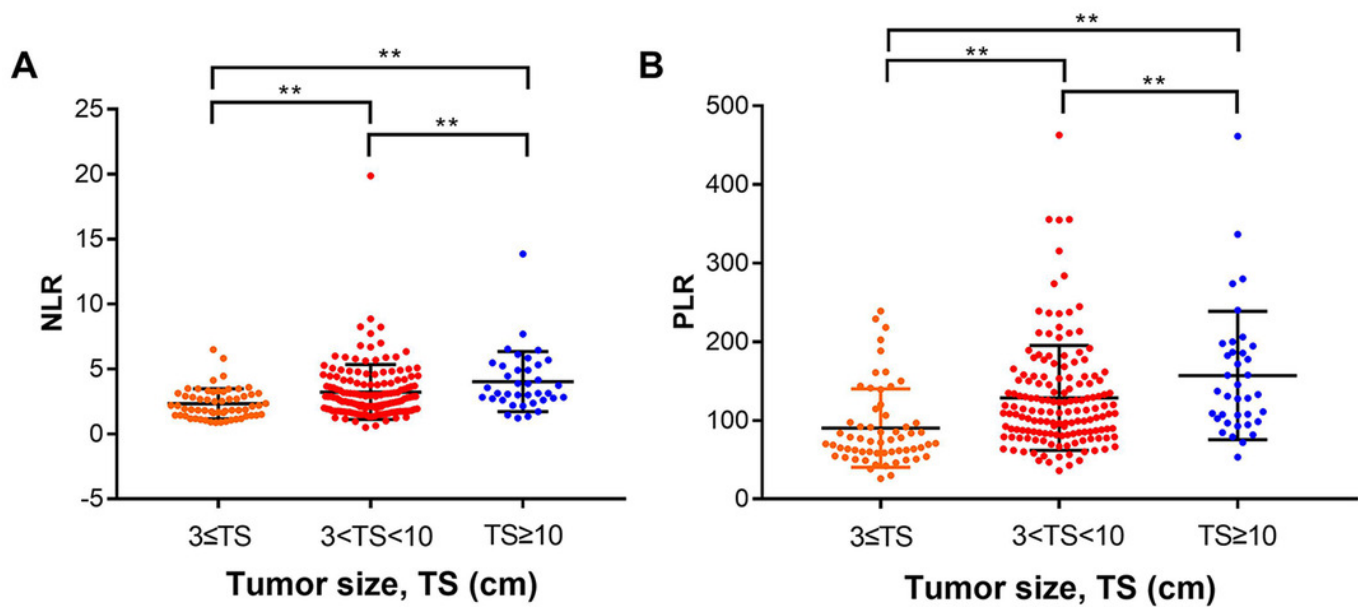 A
**
**
**
NLR
25
20
15
10
5
0
-5
3≤TS
3<TS<10
TS≥10
Tumor size, TS (cm)
B
**
**
**
PLR
500
400
300
200
100
0
3≤TS
3<TS<10
TS≥10
Tumor size, TS (cm)